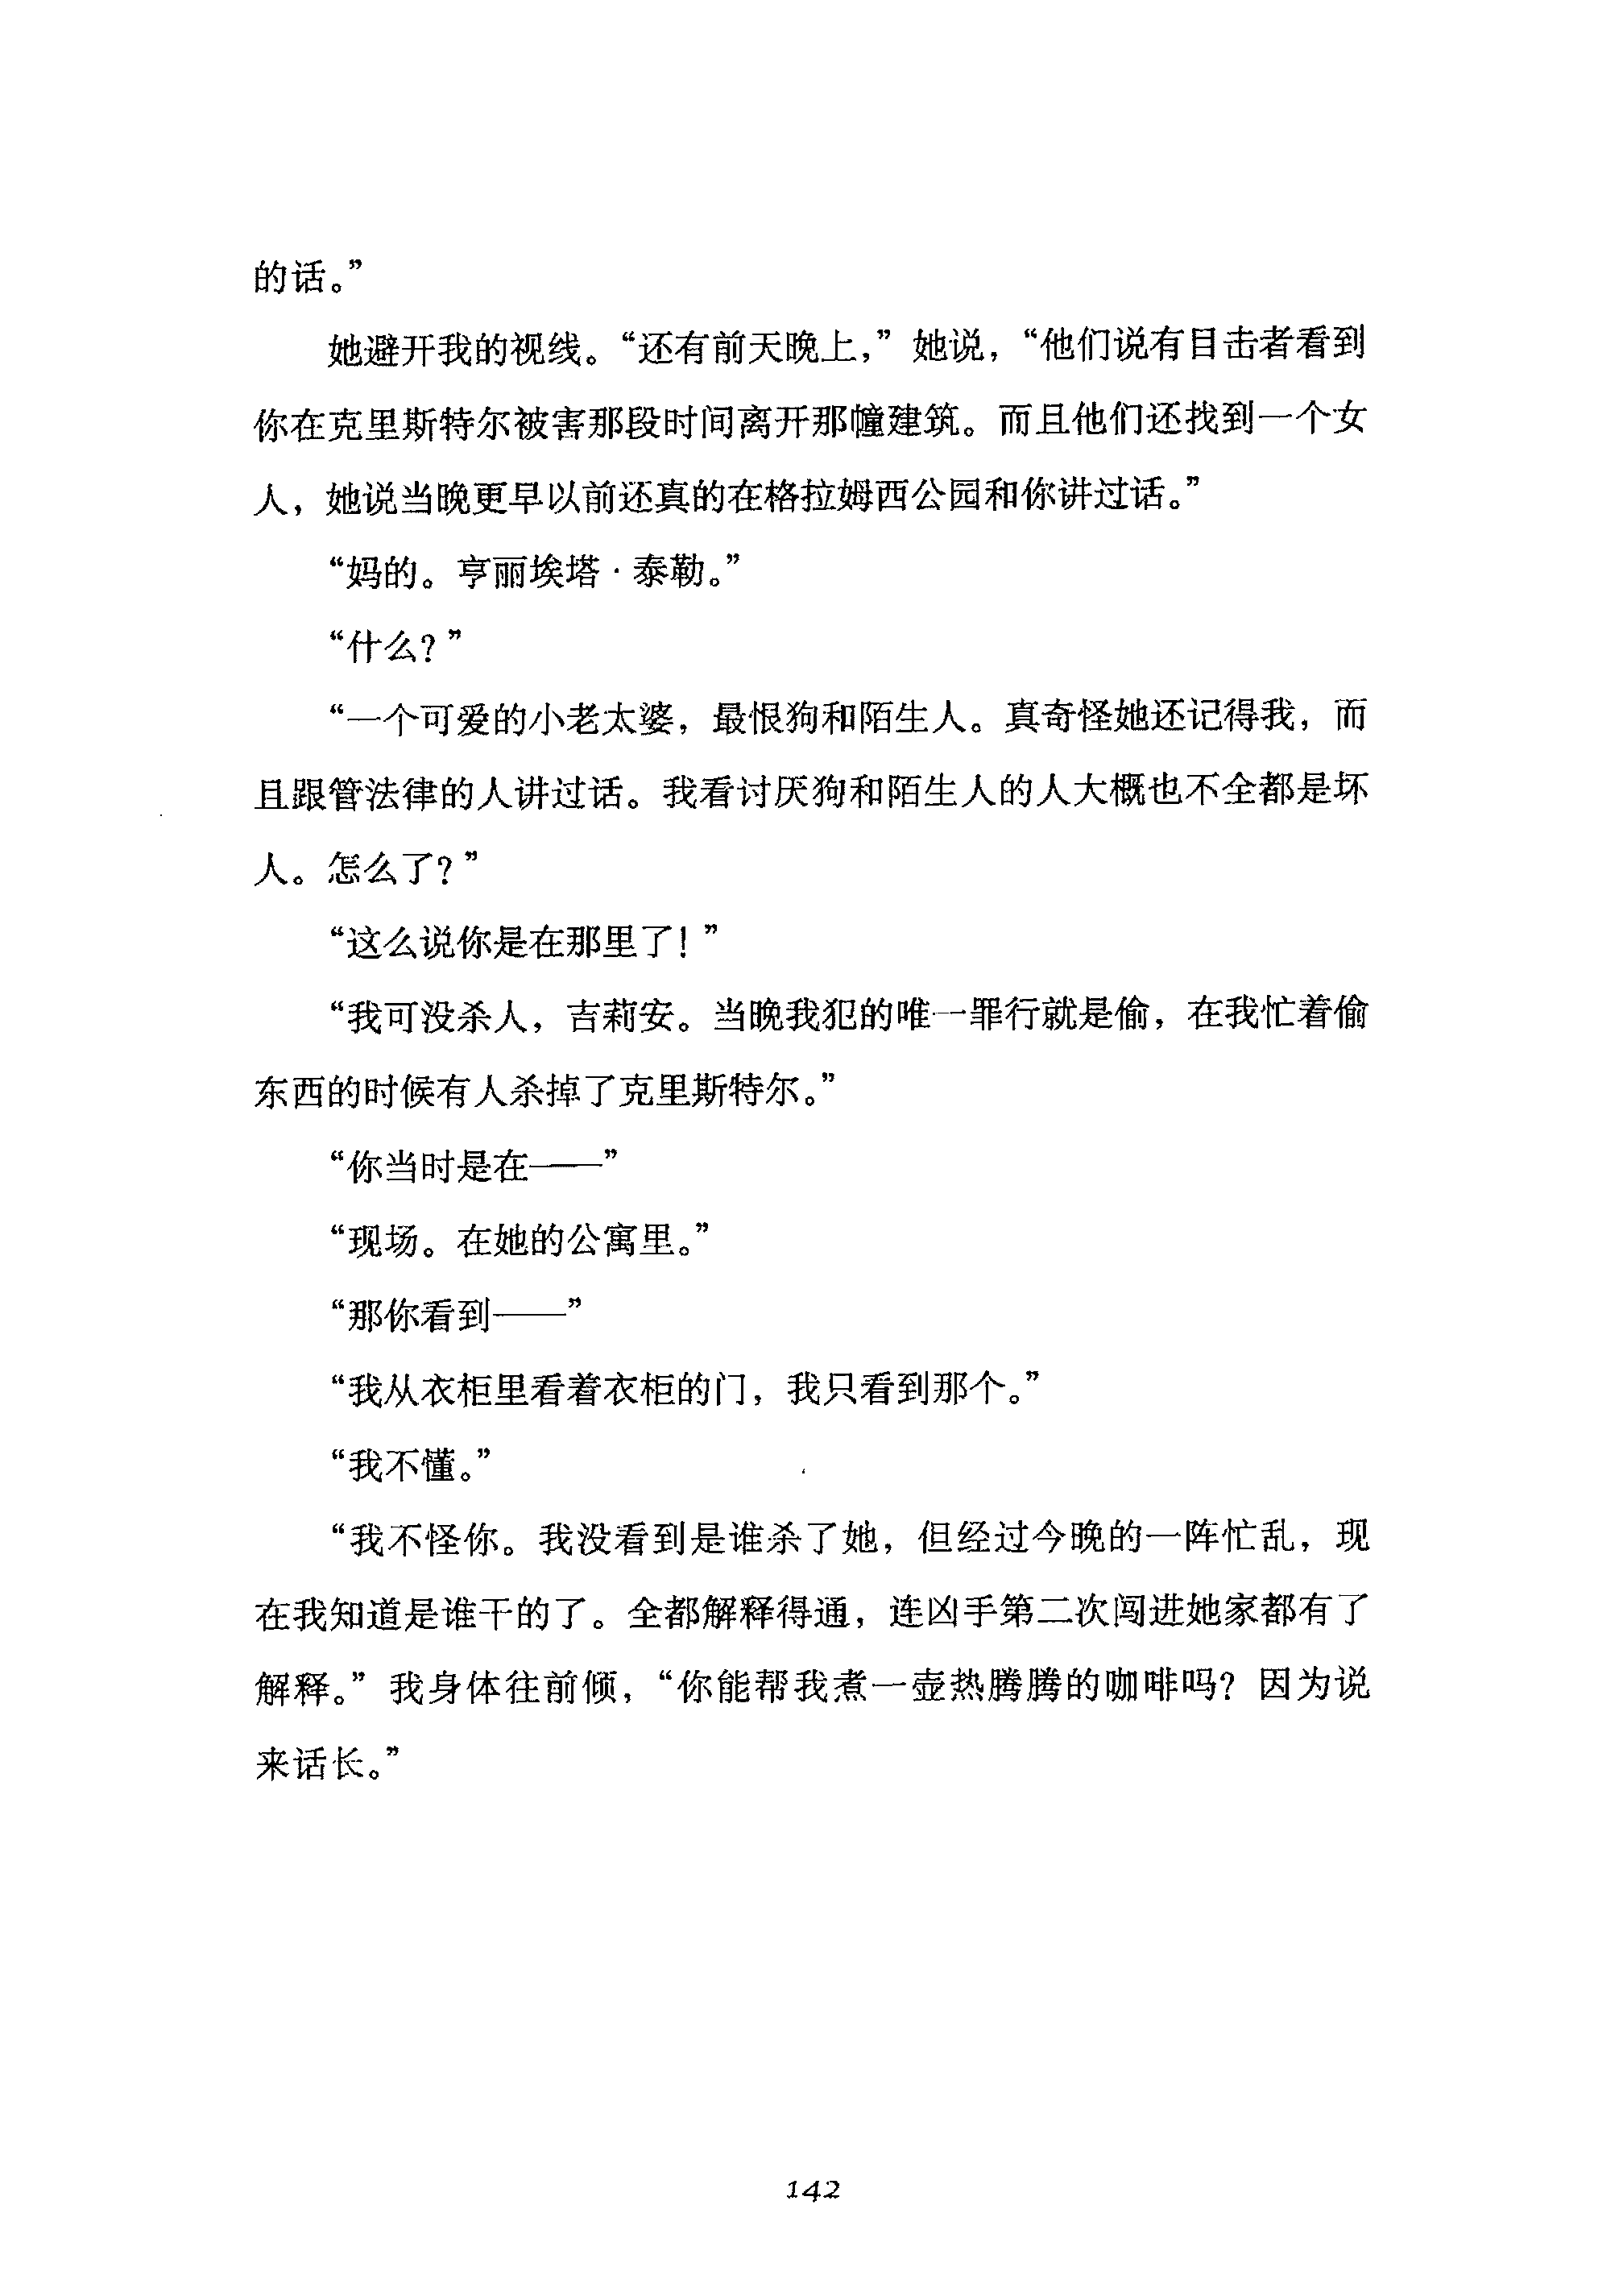 的话。”
她避开我的视线。“还有前天晚上，”她说，“他们说有目击者看到
你在克里斯特尔被害那段时间离开那幢建筑。而且他们还找到一个女
人，她说当晚更早以前还真的在格拉姆西公园和你讲过话。”
“妈的。亨丽埃塔·泰勒。”
“什么？”
“一个可爱的小老太婆，最恨狗和陌生人。真奇怪她还记得我，而
且跟管法律的人讲过话。我看讨厌狗和陌生人的人大概也不全都是坏
人。怎么了？”
“这么说你是在那里了！”
“我可没杀人，吉莉安。当晚我犯的唯一罪行就是偷，在我忙着偷
东西的时候有人杀掉了克里斯特尔。”
“你当时是在——”
“现场。在她的公寓里。”
“那你看到——”
“我从衣柜里看着衣柜的门，我只看到那个。”
“我不懂。”
“我不怪你。我没看到是谁杀了她，但经过今晚的一阵忙乱，现
在我知道是谁干的了。全都解释得通，连凶手第二次闯进她家都有了
解释。”我身体往前倾，“你能帮我煮一壶热腾腾的咖啡吗？因为说
来话长。”
142